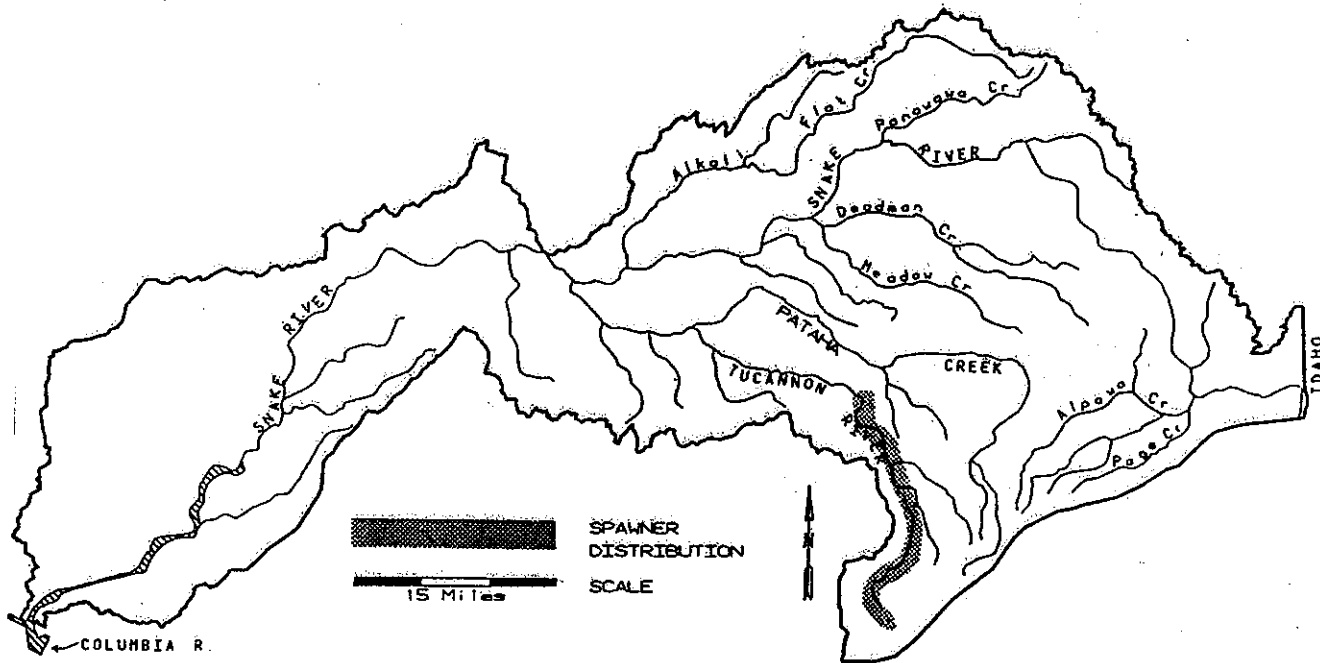 Alkali Flat Cr
Penawawa Cr.
SNAKE RIVER
Deadman Cr
Meadow Cr
SNAKE RIVER
PATAHA CREEK
TUCANNON RIVER
Alpowa Cr
Page Cr
IDAHO
SPAWNER
DISTRIBUTION
N
SCALE
15 Miles
COLUMBIA R.